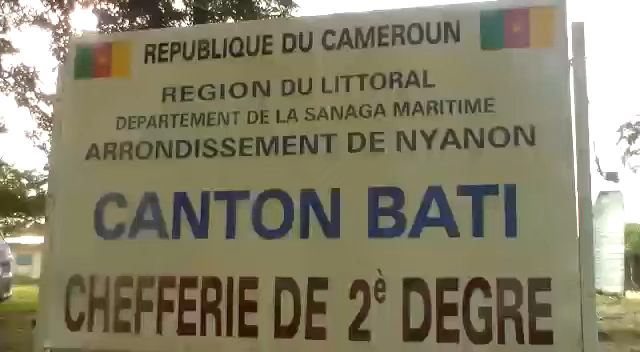 REPUBLIQUE DU CAMEROUN
REGION DU LITTORAL
DEPARTEMENT DE LA SANAGA MARITIME
ARRONDISSEMENT DE NYANON
CANTON BATI
CHEFFERIE DE 2è DEGRE